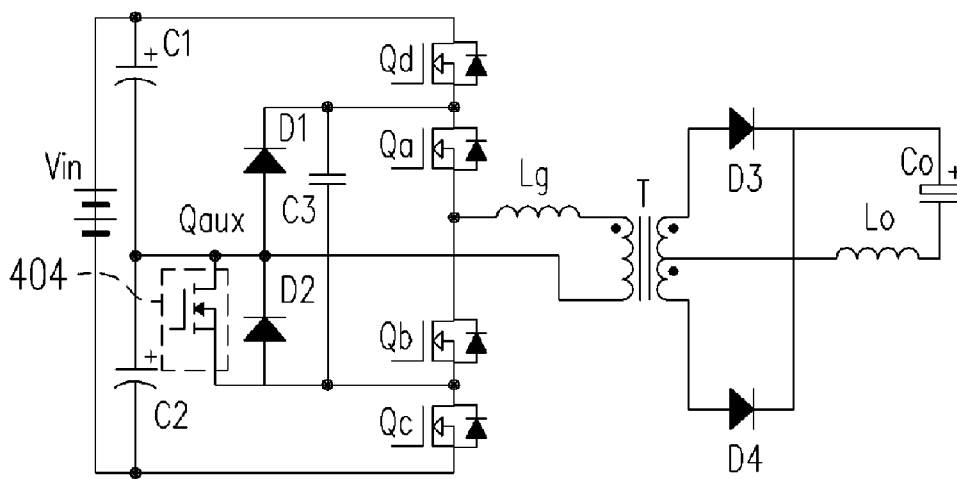 C1
+
Qd
D1
Qa
Vin
C3
Lg
T
D3
Co
+
Qaux
Lo
404
D2
Qb
+
C2
Qc
D4